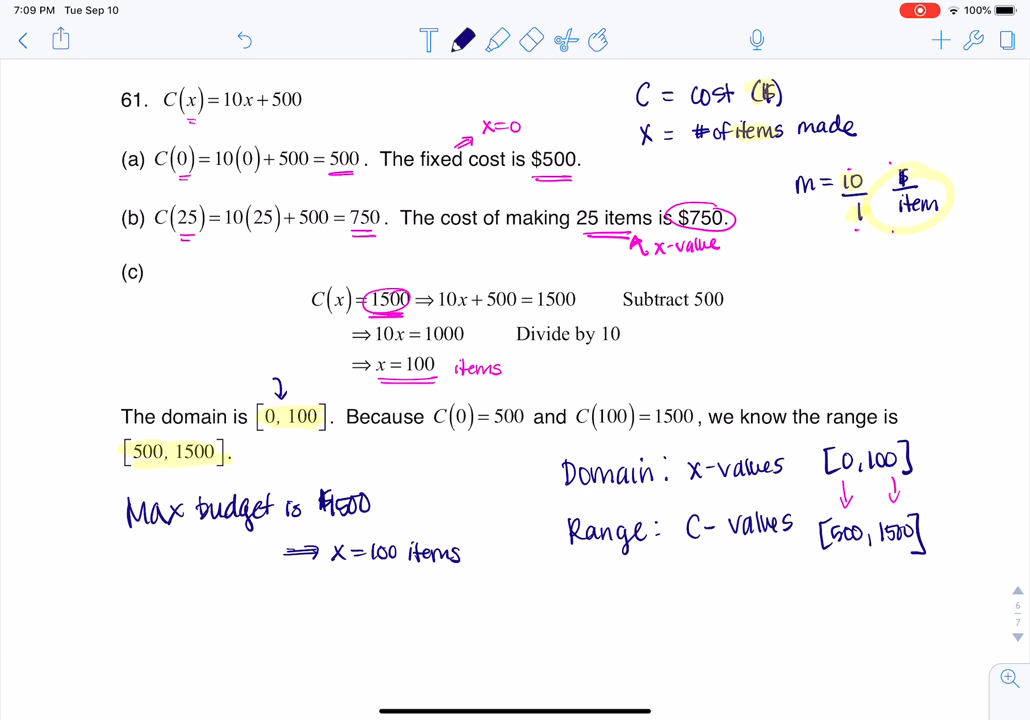 7:09 PM Tue Sep 10 100%
T
61. C(x) = 10x + 500
C = cost ($)
x = # of items made
x=0
(a) C(0) = 10(0) + 500 = 500. The fixed cost is $500.
m = 10/1 $/item
(b) C(25) = 10(25) + 500 = 750. The cost of making 25 items is $750.
x-value
(c)
C(x) = 1500 ⇒ 10x + 500 = 1500 Subtract 500
⇒ 10x = 1000 Divide by 10
⇒ x = 100 items
The domain is [0, 100]. Because C(0) = 500 and C(100) = 1500, we know the range is
[500, 1500].
Domain: x-values [0,100]
Max budget is $1500
Range: C-values [500, 1500]
⇒ x = 100 items
6
7